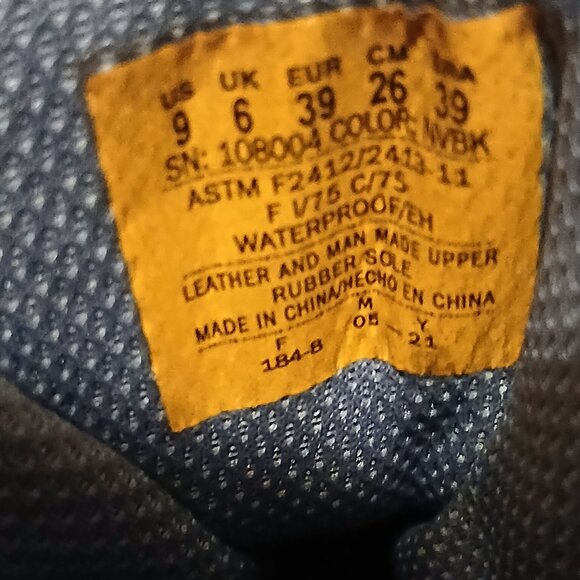 US UK EUR CM BRA
9 6 39 26 39
SN: 108004 COLOR: NVBK
ASTM F2412/2413-11
F I/75 C/75
WATERPROOF/EH
LEATHER AND MAN MADE UPPER
RUBBER SOLE
MADE IN CHINA/HECHO EN CHINA
F M Y
184-8 05 - 21